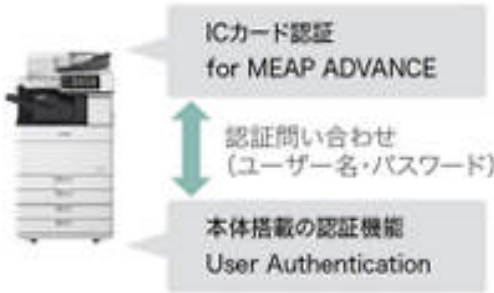 ICカード認証
for MEAP ADVANCE
認証問い合わせ
(ユーザー名・パスワード)
本体搭載の認証機能
User Authentication